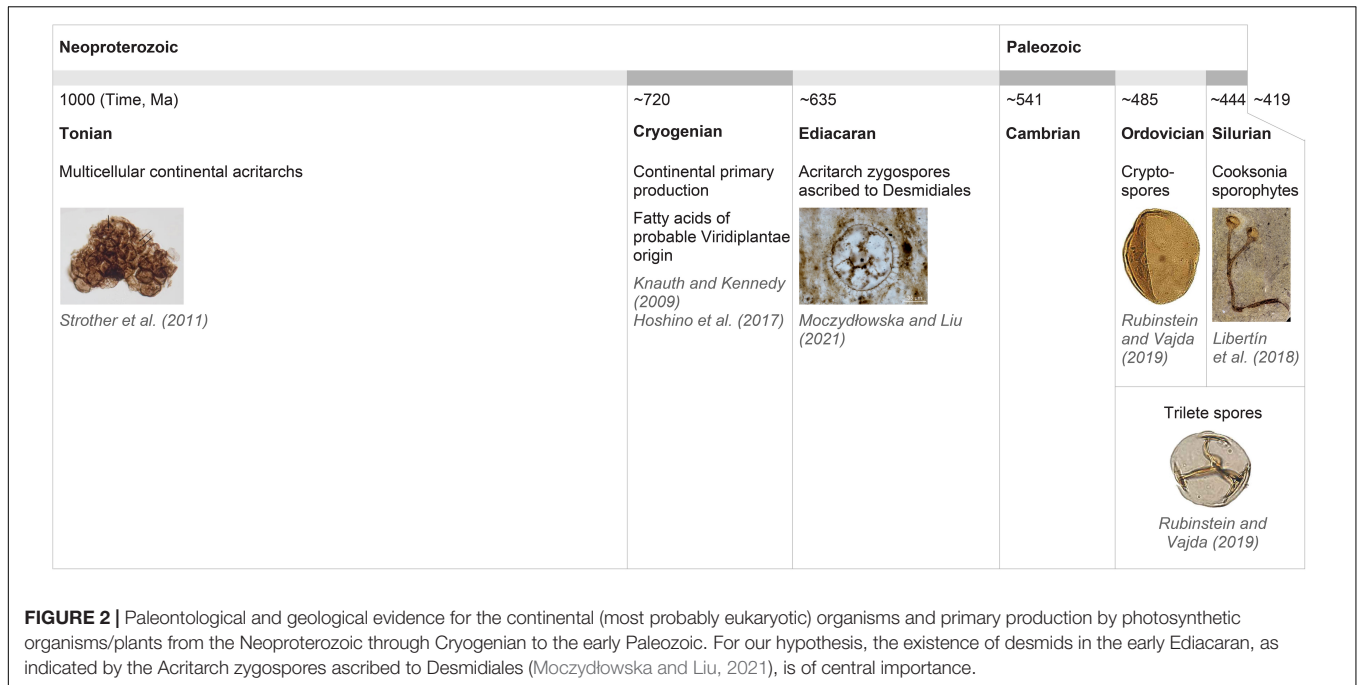 Neoproterozoic
Paleozoic
1000 (Time, Ma)
~720
~635
~541
~485
~444
~419
Tonian
Cryogenian
Ediacaran
Cambrian
Ordovician
Silurian
Multicellular continental acritarchs
Strother et al. (2011)
Continental primary
production
Fatty acids of
probable Viridiplantae
origin
Knauth and Kennedy
(2009)
Hoshino et al. (2017)
Acritarch zygospores
ascribed to Desmidiales
Moczydłowska and Liu
(2021)
Crypto-
spores
Rubinstein
and Vajda
(2019)
Cooksonia
sporophytes
Libertín
et al. (2018)
Trilete spores
Rubinstein and
Vajda (2019)
FIGURE 2 | Paleontological and geological evidence for the continental (most probably eukaryotic) organisms and primary production by photosynthetic
organisms/plants from the Neoproterozoic through Cryogenian to the early Paleozoic. For our hypothesis, the existence of desmids in the early Ediacaran, as
indicated by the Acritarch zygospores ascribed to Desmidiales (Moczydłowska and Liu, 2021), is of central importance.